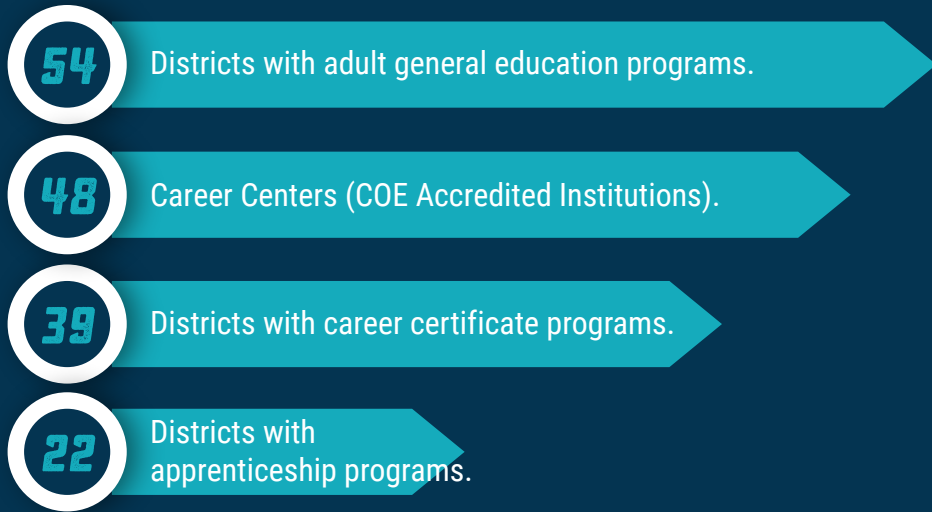 54
Districts with adult general education programs.
48
Career Centers (COE Accredited Institutions).
39
Districts with career certificate programs.
22
Districts with
apprenticeship programs.